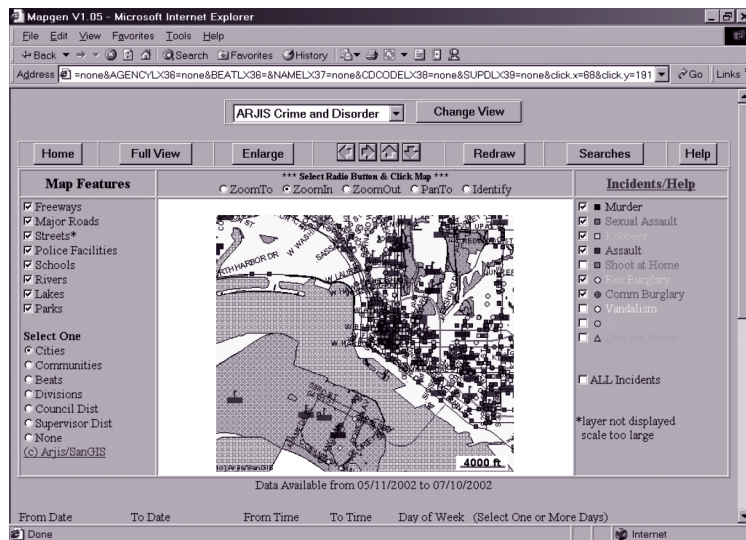 Mapgen V1.05 - Microsoft Internet Explorer
File Edit View Favorites Tools Help
Back Search Favorites History
Address =none&AGENCYLX36=none&BEATLX36=&NAMELX37=none&CDCODELX38=none&SUPDLX39=none&click.x=68&click.y=191 Go Links
ARJIS Crime and Disorder Change View
Home Full View Enlarge Redraw Searches Help
Map Features
*** Select Radio Button & Click Map ***
ZoomTo ZoomIn ZoomOut PanTo Identify
Incidents/Help
Freeways
Major Roads
Streets*
Police Facilities
Schools
Rivers
Lakes
Parks
Select One
Cities
Communities
Beats
Divisions
Council Dist
Supervisor Dist
None
(c) Arjis/SanGIS
W WASH
W LAUREL
4000 ft
(c)Arjis/SanGIS
Murder
Sexual Assault
Robbery
Assault
Shoot at Home
Res Burglary
Comm Burglary
Vandalism
ALL Incidents
*layer not displayed
scale too large
Data Available from 05/11/2002 to 07/10/2002
From Date To Date From Time To Time Day of Week (Select One or More Days)
Done Internet